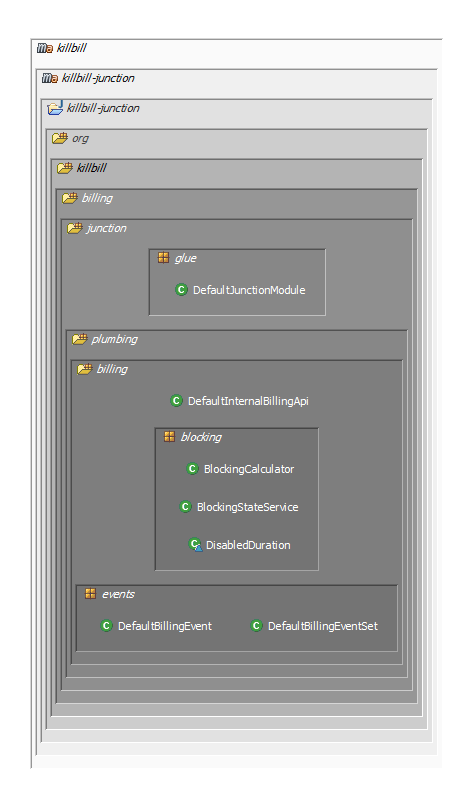 killbill
killbill-junction
killbill-junction
org
killbill
billing
junction
glue
DefaultJunctionModule
plumbing
billing
DefaultInternalBillingApi
blocking
BlockingCalculator
BlockingStateService
DisabledDuration
events
DefaultBillingEvent DefaultBillingEventSet